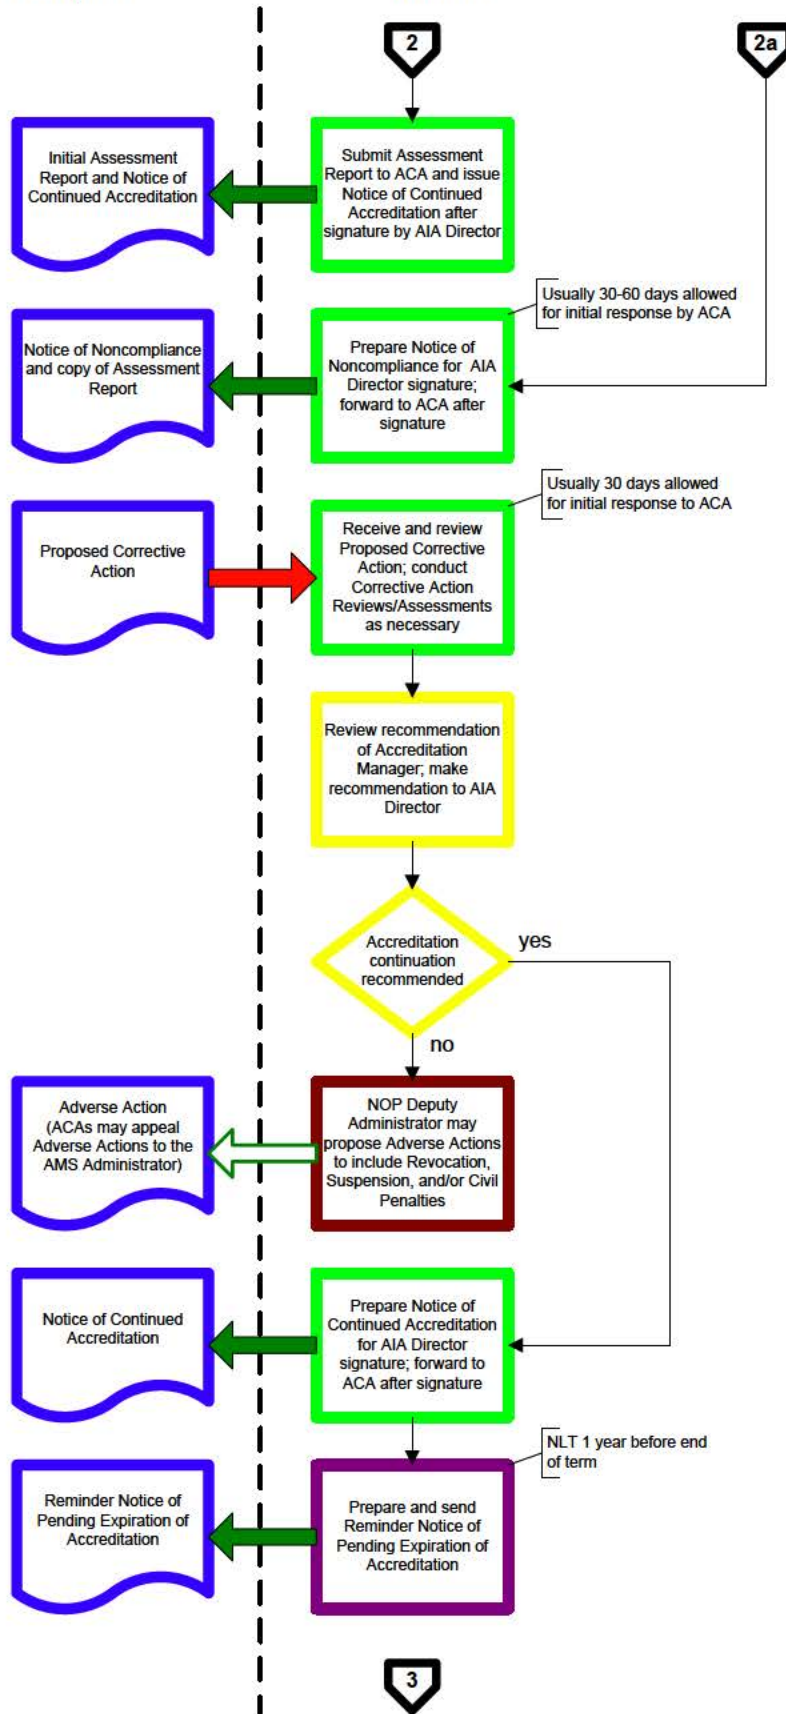 2
2a
Initial Assessment
Report and Notice of
Continued Accreditation
Submit Assessment
Report to ACA and issue
Notice of Continued
Accreditation after
signature by AIA Director
Usually 30-60 days allowed
for initial response by ACA
Notice of Noncompliance
and copy of Assessment
Report
Prepare Notice of
Noncompliance for  AIA
Director signature;
forward to ACA after
signature
Usually 30 days allowed
for initial response to ACA
Proposed Corrective
Action
Receive and review
Proposed Corrective
Action; conduct
Corrective Action
Reviews/Assessments
as necessary
Review recommendation
of Accreditation
Manager; make
recommendation to AIA
Director
Accreditation
continuation
recommended
yes
no
Adverse Action
(ACAs may appeal
Adverse Actions to the
AMS Administrator)
NOP Deputy
Administrator may
propose Adverse Actions
to include Revocation,
Suspension, and/or Civil
Penalties
Notice of Continued
Accreditation
Prepare Notice of
Continued Accreditation
for AIA Director
signature; forward to
ACA after signature
NLT 1 year before end
of term
Reminder Notice of
Pending Expiration of
Accreditation
Prepare and send
Reminder Notice of
Pending Expiration of
Accreditation
3